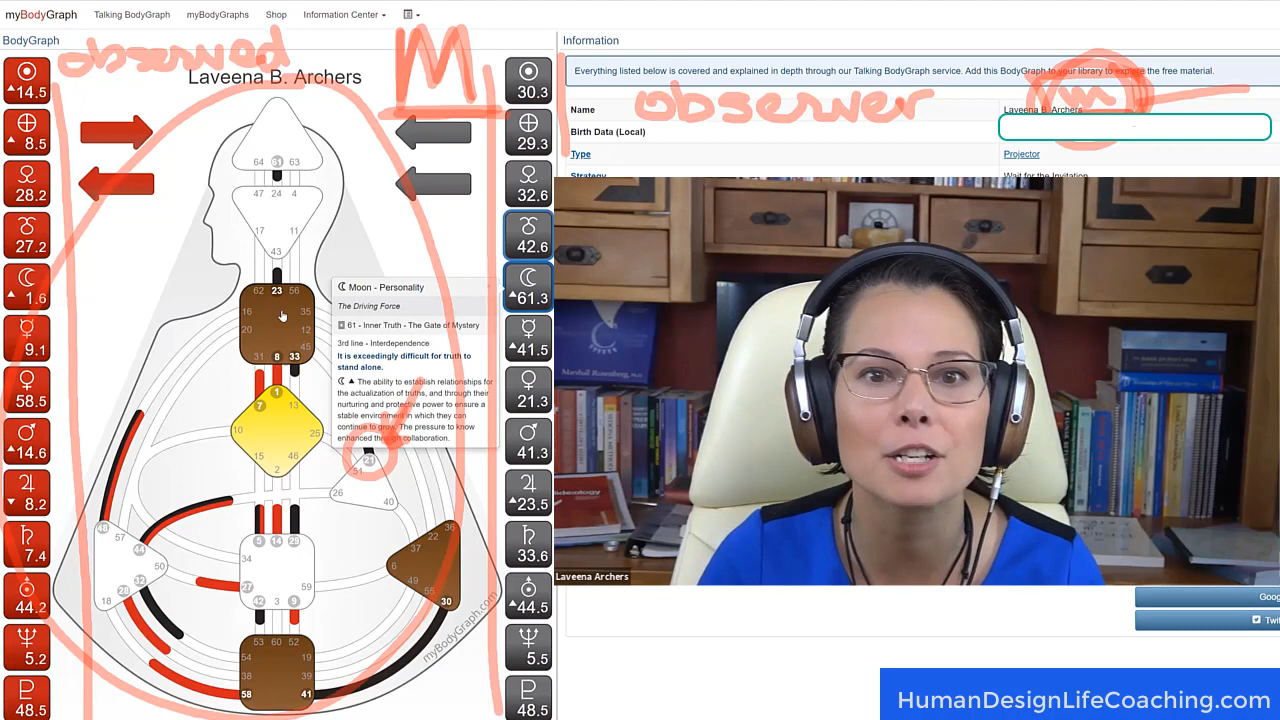 myBodyGraph
Talking BodyGraph
myBodyGraphs
Shop
Information Center
BodyGraph
observed
M
Laveena B. Archers
14.5
8.5
28.2
27.2
1.6
9.1
58.5
14.6
8.2
7.4
44.2
5.2
48.5
64 61 63
47 24 4
17 11
43
62 23 56
16 35
20 12
45
31 8 33
1
7 13
10 25
15 46
2
21
51
26 40
48
57
44
50
32
28
18
5 14 29
34
27 59
42 3 9
36
22
37
6
49
55
30
53 60 52
54 19
38 39
58 41
myBodyGraph.com
Moon - Personality
The Driving Force
61 - Inner Truth - The Gate of Mystery
3rd line - Interdependence
It is exceedingly difficult for truth to
stand alone.
The ability to establish relationships for
the actualization of truths, and through their
nurturing and protective power to ensure a
stable environment in which they can
continue to grow. The pressure to know
enhanced through collaboration.
30.3
29.3
32.6
42.6
61.3
41.5
21.3
41.3
23.5
33.6
44.5
5.5
48.5
Information
Everything listed below is covered and explained in depth through our Talking BodyGraph service. Add this BodyGraph to your library to explore the free material.
observer
m
Name
Laveena B. Archers
Birth Data (Local)
Type
Projector
Strategy
Wait for the Invitation
Marshall Rosenberg, Ph.D.
Laveena Archers
Goog
Twit
HumanDesignLifeCoaching.com